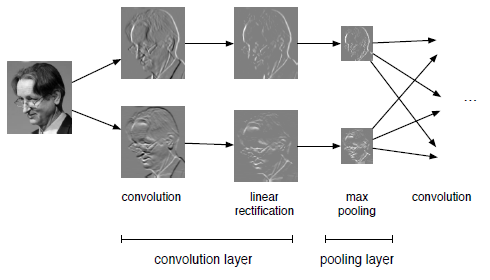 ...
convolution
linear
rectification
max
pooling
convolution
convolution layer
pooling layer